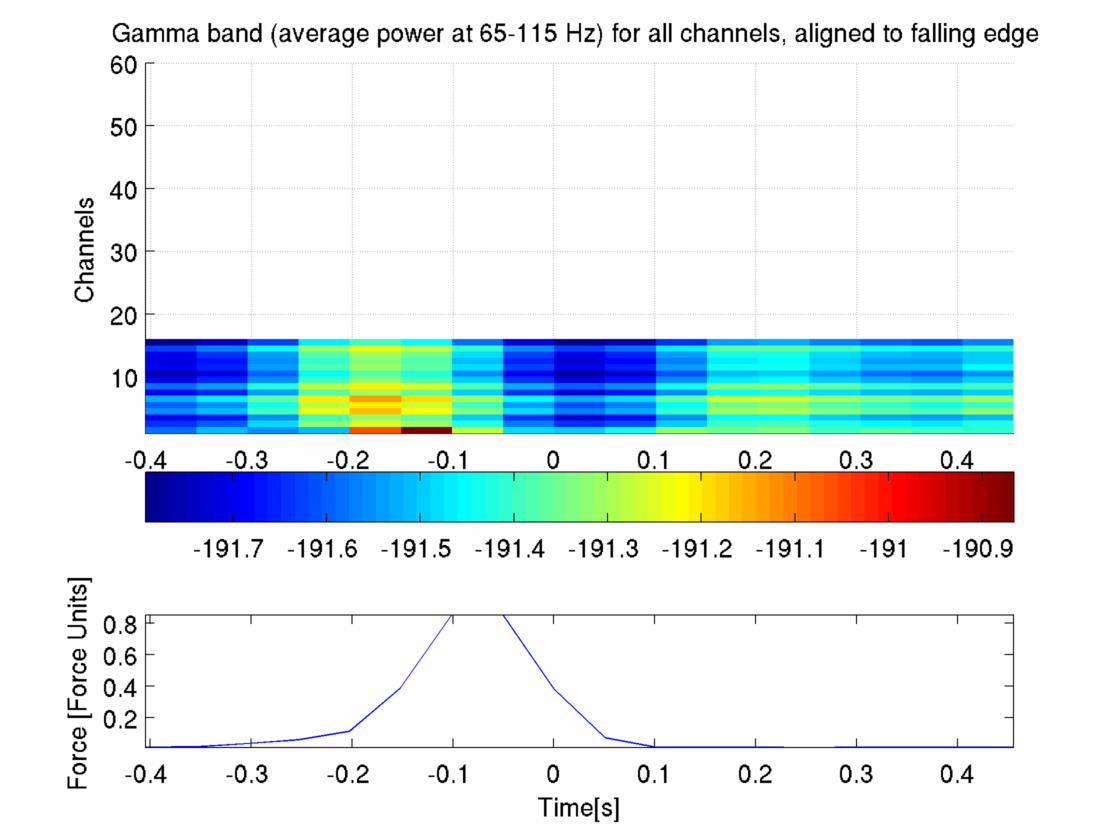 Gamma band (average power at 65-115 Hz) for all channels, aligned to falling edge
60
50
40
30
20
10
Channels
-0.4 -0.3 -0.2 -0.1 0 0.1 0.2 0.3 0.4
-191.7 -191.6 -191.5 -191.4 -191.3 -191.2 -191.1 -191 -190.9
0.8
0.6
0.4
0.2
Force [Force Units]
-0.4 -0.3 -0.2 -0.1 0 0.1 0.2 0.3 0.4
Time[s]